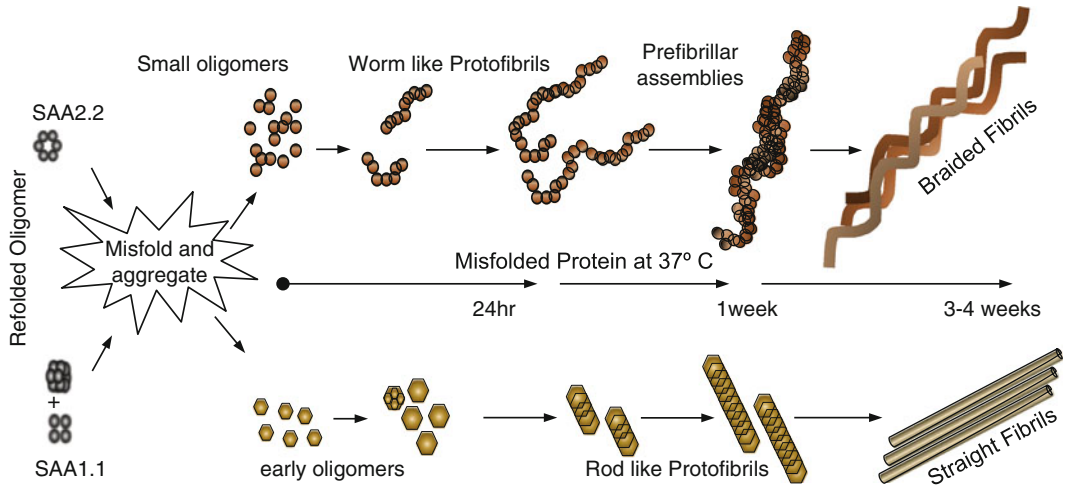 Small oligomers
Worm like Protofibrils
Prefibrillar
assemblies
SAA2.2
Refolded Oligomer
Misfold and
aggregate
Braided Fibrils
Misfolded Protein at 37º C
24hr
1week
3-4 weeks
+
SAA1.1
early oligomers
Rod like Protofibrils
Straight Fibrils